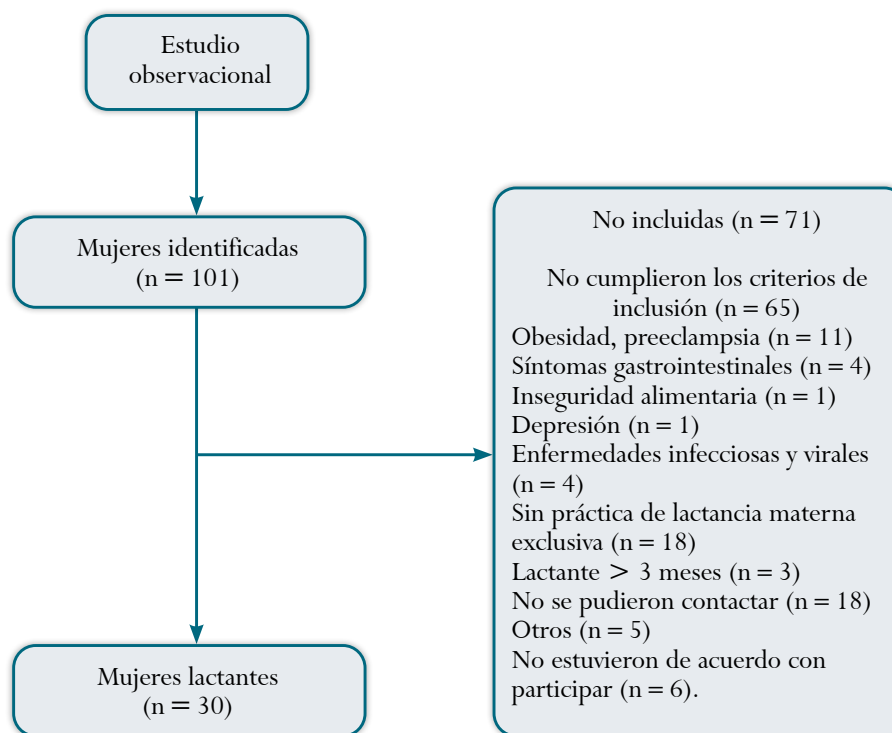 Estudio
observacional
Mujeres identificadas
(n = 101)
No incluidas (n = 71)
No cumplieron los criterios de
inclusión (n = 65)
Obesidad, preeclampsia (n = 11)
Síntomas gastrointestinales (n = 4)
Inseguridad alimentaria (n = 1)
Depresión (n = 1)
Enfermedades infecciosas y virales
(n = 4)
Sin práctica de lactancia materna
exclusiva (n = 18)
Lactante > 3 meses (n = 3)
No se pudieron contactar (n = 18)
Otros (n = 5)
No estuvieron de acuerdo con
participar (n = 6).
Mujeres lactantes
(n = 30)